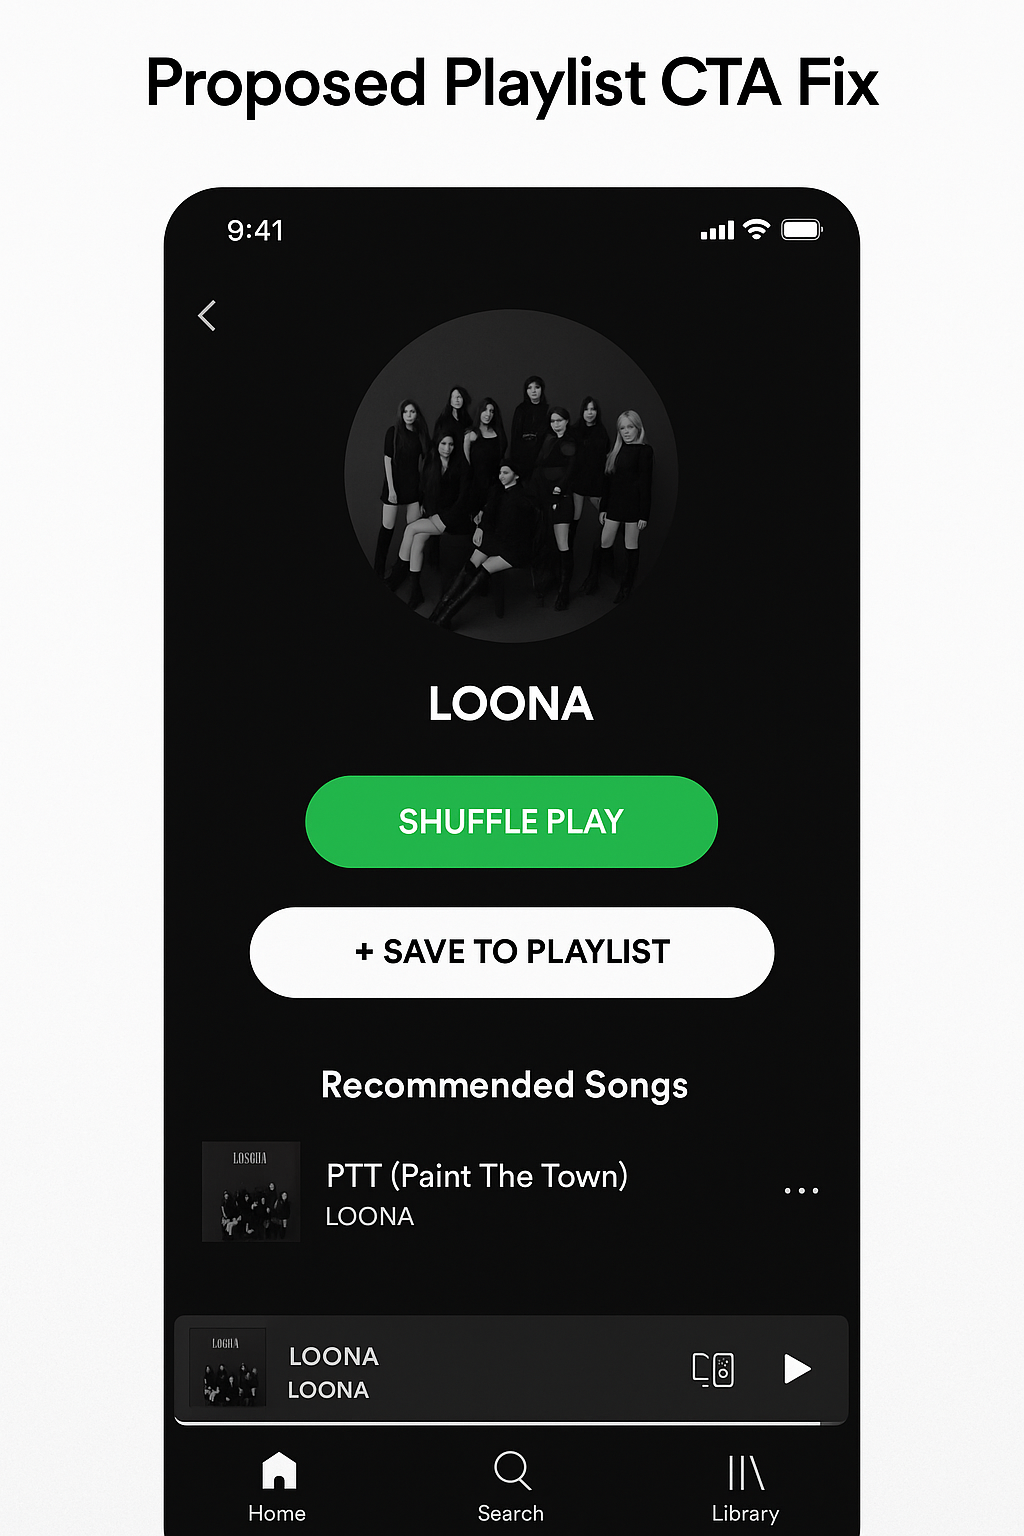 Proposed Playlist CTA Fix
9:41
LOONA
SHUFFLE PLAY
+ SAVE TO PLAYLIST
Recommended Songs
LOSGHA
PTT (Paint The Town)
LOONA
LOGHA
LOONA
LOONA
Home
Search
Library